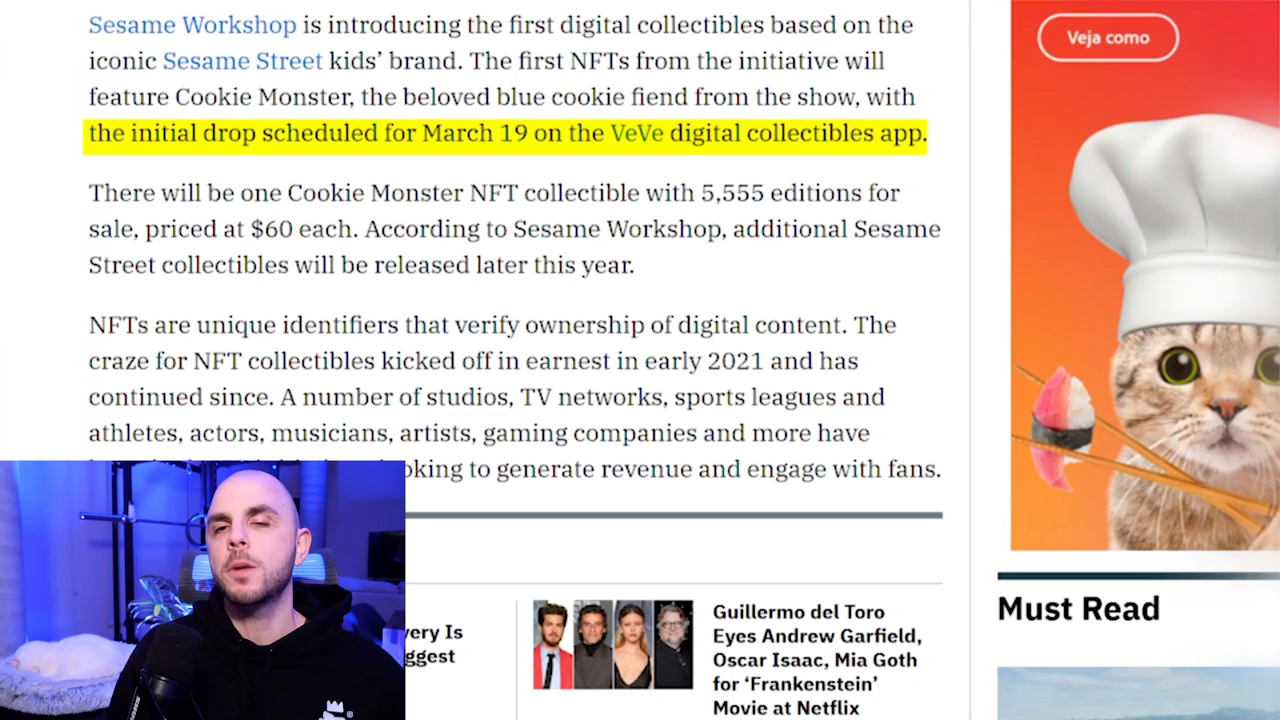 Sesame Workshop is introducing the first digital collectibles based on the
iconic Sesame Street kids’ brand. The first NFTs from the initiative will
feature Cookie Monster, the beloved blue cookie fiend from the show, with
the initial drop scheduled for March 19 on the VeVe digital collectibles app.
There will be one Cookie Monster NFT collectible with 5,555 editions for
sale, priced at $60 each. According to Sesame Workshop, additional Sesame
Street collectibles will be released later this year.
NFTs are unique identifiers that verify ownership of digital content. The
craze for NFT collectibles kicked off in earnest in early 2021 and has
continued since. A number of studios, TV networks, sports leagues and
athletes, actors, musicians, artists, gaming companies and more have
to generate revenue and engage with fans.
Is
Guillermo del Toro
Eyes Andrew Garfield,
Oscar Isaac, Mia Goth
for ‘Frankenstein’
Movie at Netflix
Veja como
Must Read